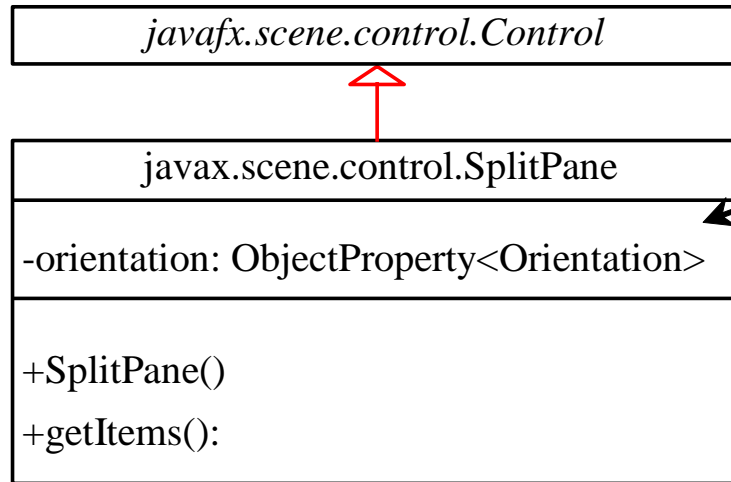 javafx.scene.control.Control
javax.scene.control.SplitPane
-orientation: ObjectProperty<Orientation>
+SplitPane()
+getItems():